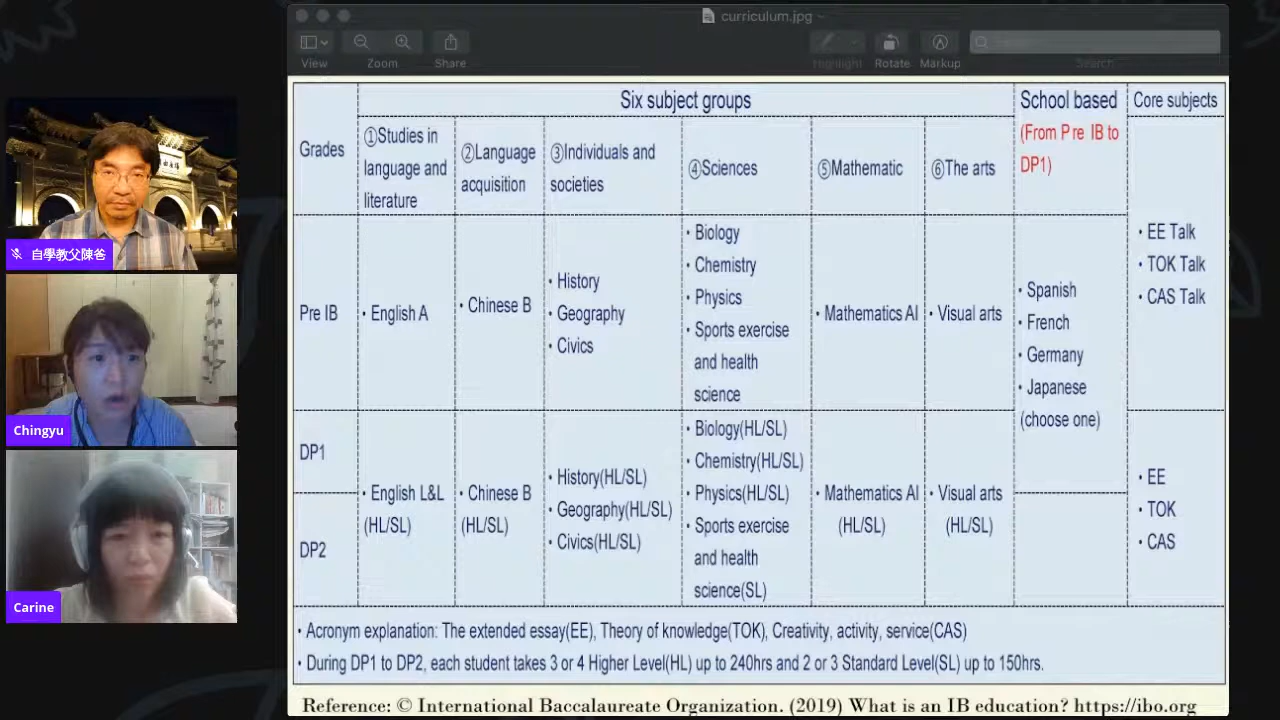 curriculum.jpg
View
Zoom
Share
Highlight
Rotate
Markup
Search
Six subject groups
School based
(From Pre IB to
DP1)
Core subjects
Grades
①Studies in
language and
literature
②Language
acquisition
③Individuals and
societies
④Sciences
⑤Mathematic
⑥The arts
Pre IB
• English A
• Chinese B
• History
• Geography
• Civics
• Biology
• Chemistry
• Physics
• Sports exercise
and health
science
• Mathematics AI
• Visual arts
• Spanish
• French
• Germany
• Japanese
(choose one)
• EE Talk
• TOK Talk
• CAS Talk
DP1
DP2
• English L&L
(HL/SL)
• Chinese B
(HL/SL)
• History(HL/SL)
• Geography(HL/SL)
• Civics(HL/SL)
• Biology(HL/SL)
• Chemistry(HL/SL)
• Physics(HL/SL)
• Sports exercise
and health
science(SL)
• Mathematics AI
(HL/SL)
• Visual arts
(HL/SL)
• EE
• TOK
• CAS
• Acronym explanation: The extended essay(EE), Theory of knowledge(TOK), Creativity, activity, service(CAS)
• During DP1 to DP2, each student takes 3 or 4 Higher Level(HL) up to 240hrs and 2 or 3 Standard Level(SL) up to 150hrs.
Reference: © International Baccalaureate Organization. (2019) What is an IB education? https://ibo.org
自學教父陳爸
Chingyu
Carine